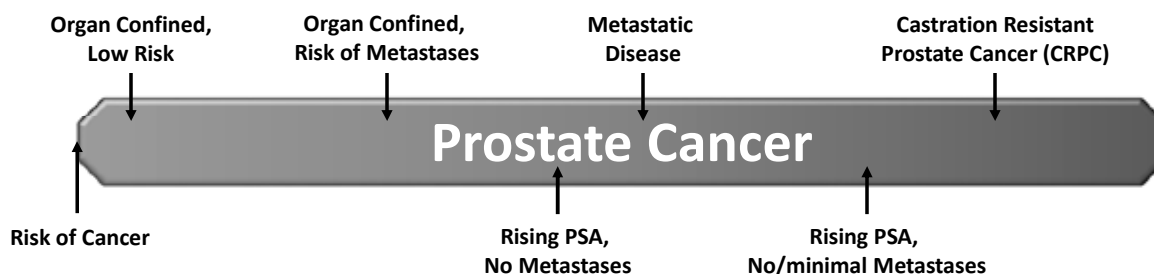 Organ Confined,
Low Risk
Organ Confined,
Risk of Metastases
Metastatic
Disease
Castration Resistant
Prostate Cancer (CRPC)
Prostate Cancer
Risk of Cancer
Rising PSA,
No Metastases
Rising PSA,
No/minimal Metastases